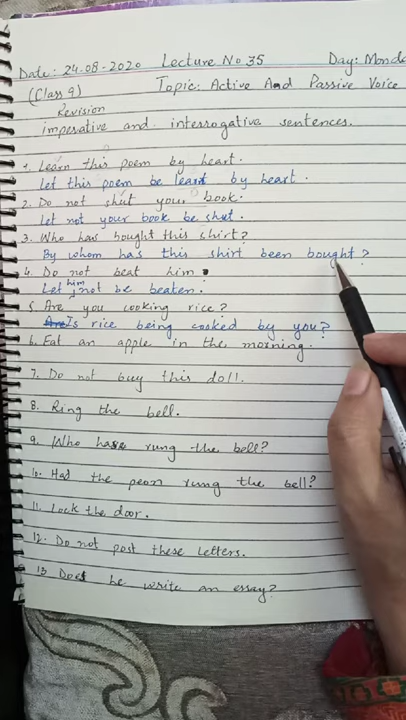 Date: 24.08-2020 Lecture No 35 Day: Monda
(Class 9) Topic: Active And Passive Voice
Revision
imperative and interrogative sentences.
1. Learn this poem by heart.
Let this poem be learnt by heart.
2. Do not shut your book.
Let not your book be shut.
3. Who has bought this shirt?
By whom has this shirt been bought?
4. Do not beat him.
Let him not be beaten.
5. Are you cooking rice?
Is rice being cooked by you?
6. Eat an apple in the morning.
7. Do not buy this doll.
8. Ring the bell.
9. Who has rung the bell?
10. Had the peon rung the bell?
11. Lock the door.
12. Do not post these letters.
13 Does he write an essay?